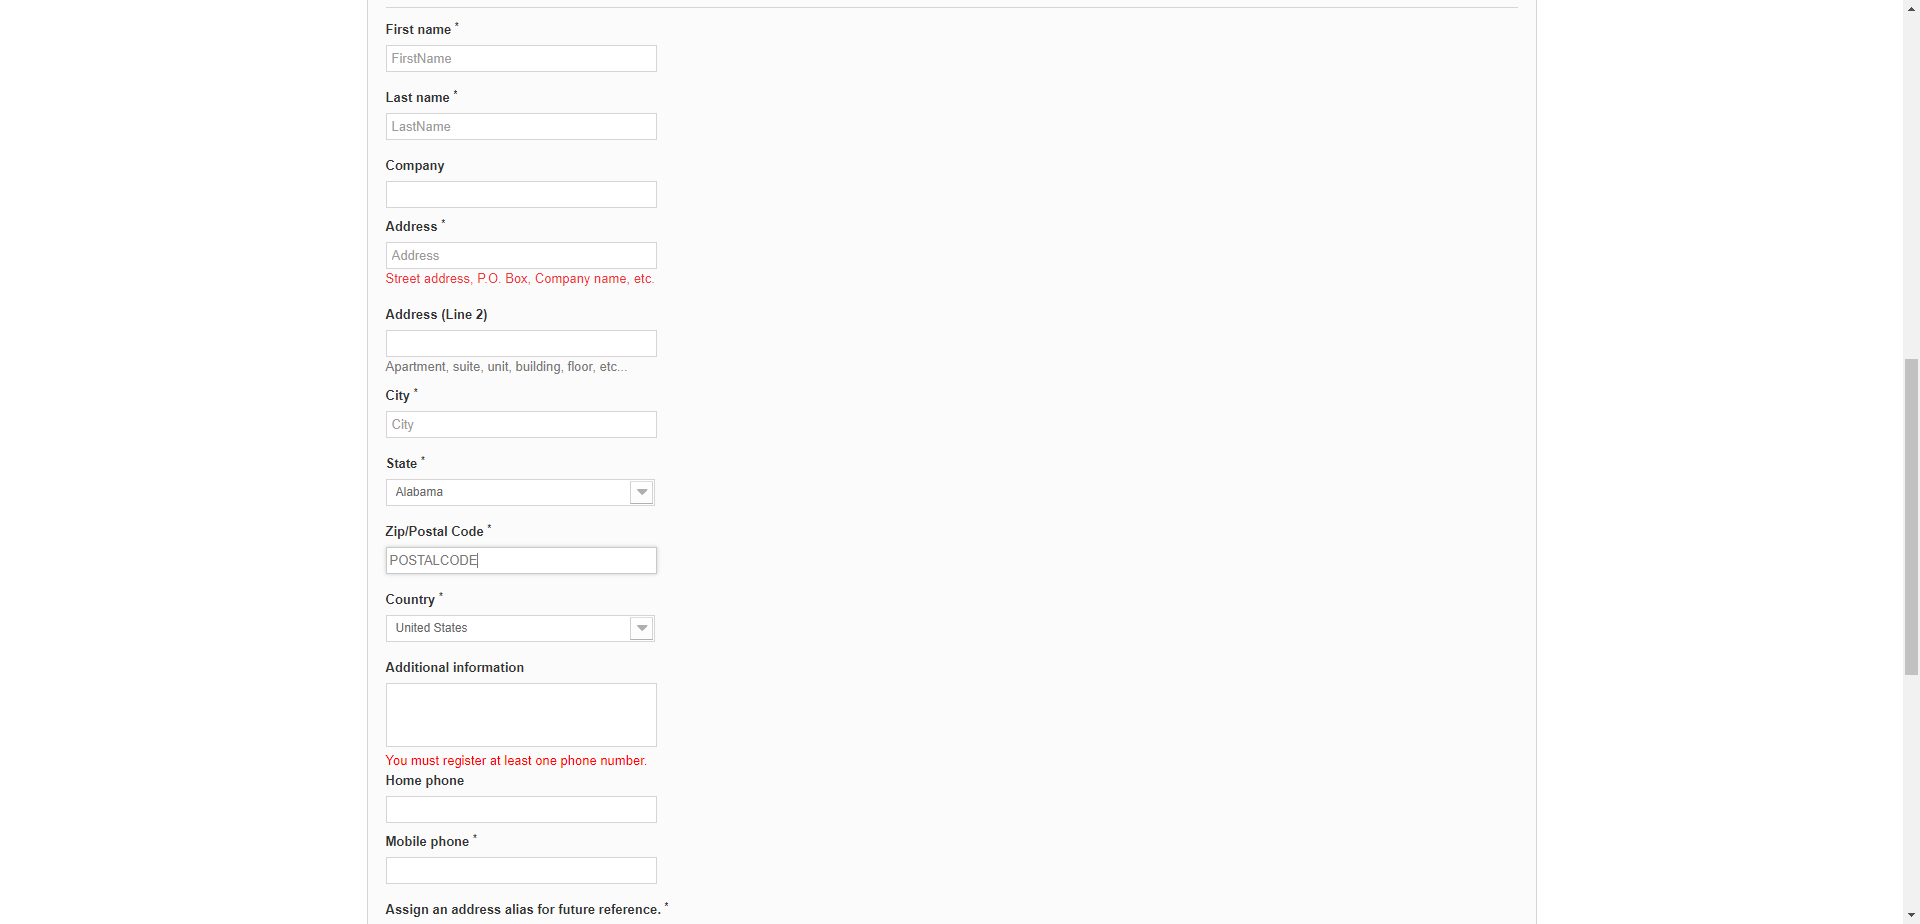 First name *
FirstName
Last name *
LastName
Company
Address *
Address
Street address, P.O. Box, Company name, etc.
Address (Line 2)
Apartment, suite, unit, building, floor, etc...
City *
City
State *
Alabama
Zip/Postal Code *
POSTALCODE
Country *
United States
Additional information
You must register at least one phone number.
Home phone
Mobile phone *
Assign an address alias for future reference. *